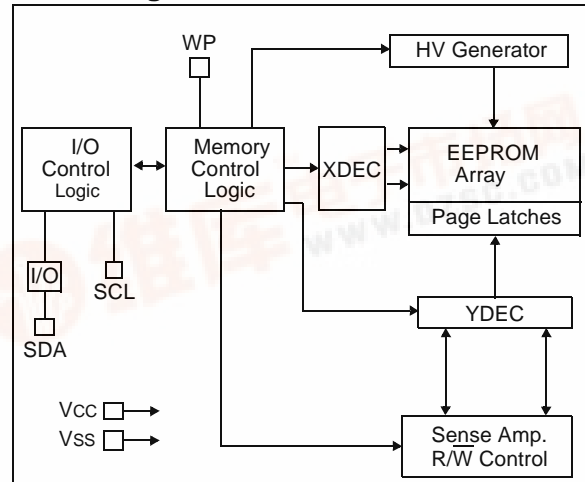 WP
HV Generator
I/O
Control
Logic
Memory
Control
Logic
XDEC
EEPROM
Array
Page Latches
I/O
SCL
SDA
YDEC
VCC
VSS
Sense Amp.
R/W̅ Control